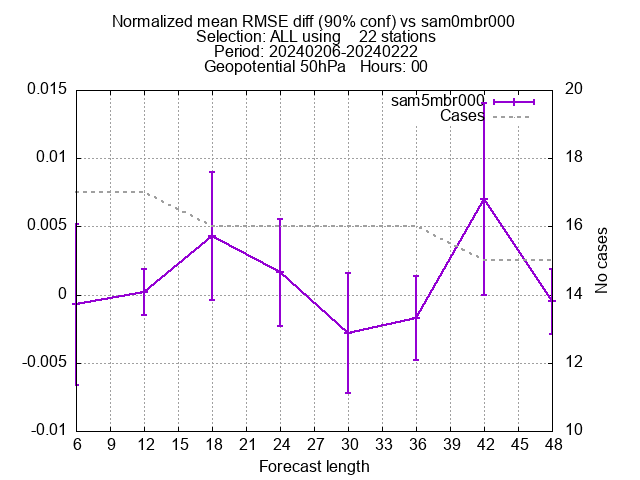 Normalized mean RMSE diff (90% conf) vs sam0mbr000
Selection: ALL using    22 stations
Period: 20240206-20240222
Geopotential 50hPa   Hours: 00
sam5mbr000
Cases
0.015
0.01
0.005
0
-0.005
-0.01
20
18
16
14
12
10
No cases
6 9 12 15 18 21 24 27 30 33 36 39 42 45 48
Forecast length